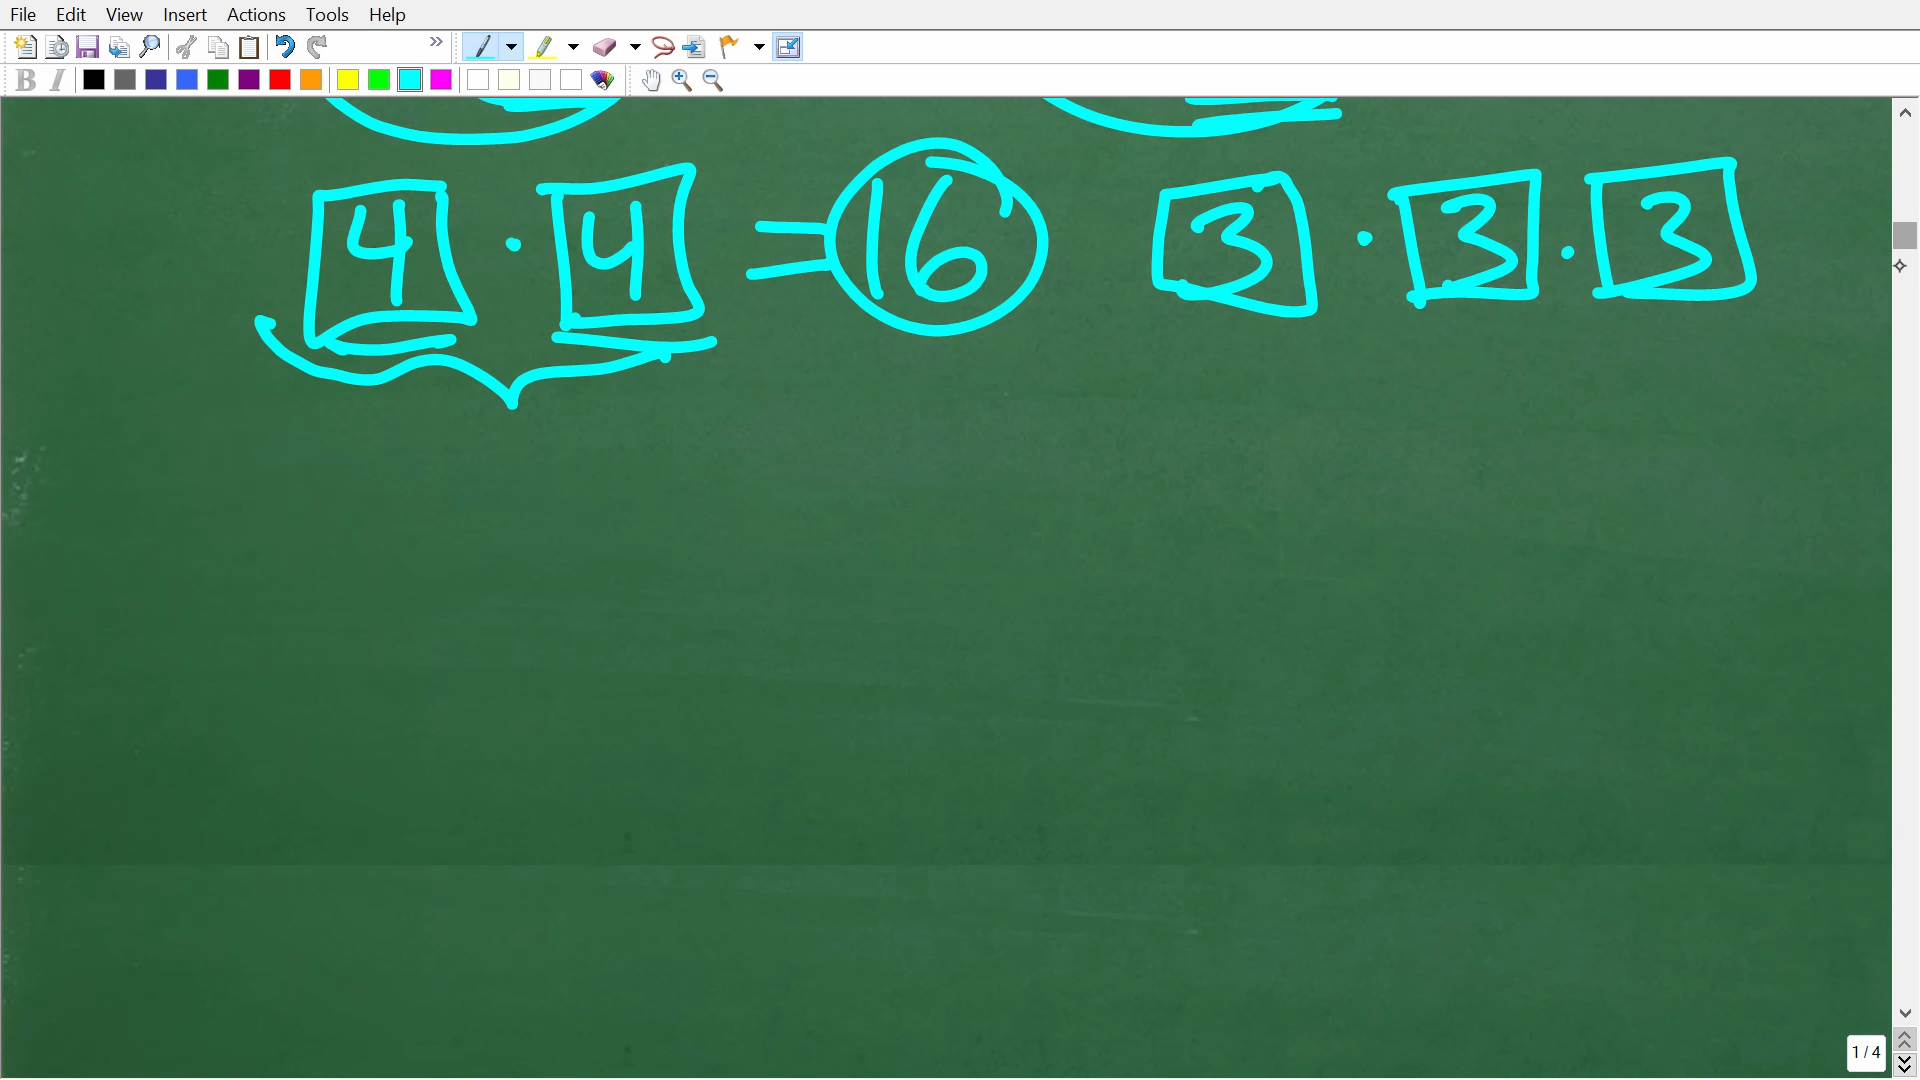 File Edit View Insert Actions Tools Help
B I
4 · 4 = 16 3 · 3 · 3
1 / 4